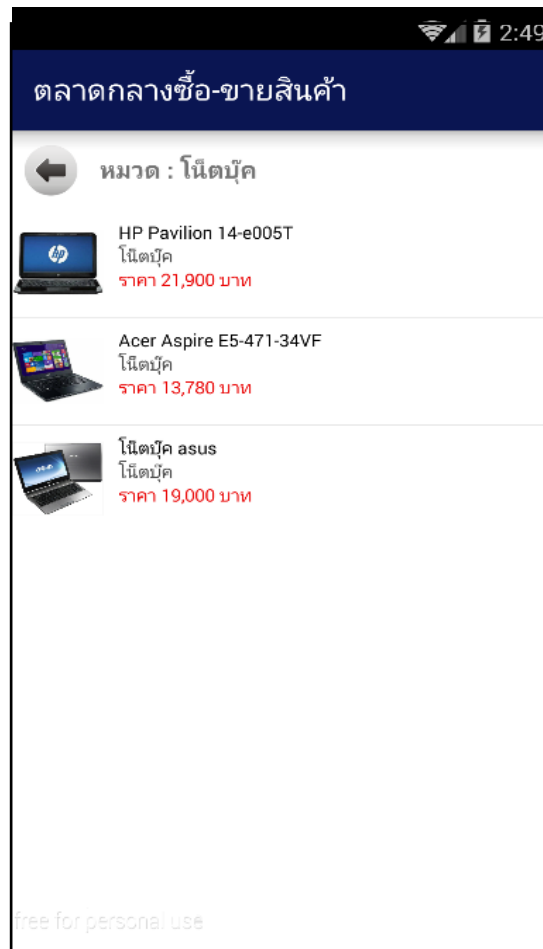 2:49
ตลาดกลางซื้อ-ขายสินค้า
หมวด : โน็ตบุ๊ค
hp
HP Pavilion 14-e005T
โน๊ตบุ๊ค
ราคา 21,900 บาท
Acer Aspire E5-471-34VF
โน๊ตบุ๊ค
ราคา 13,780 บาท
โน๊ตบุ๊ค asus
โน๊ตบุ๊ค
ราคา 19,000 บาท
free for personal use